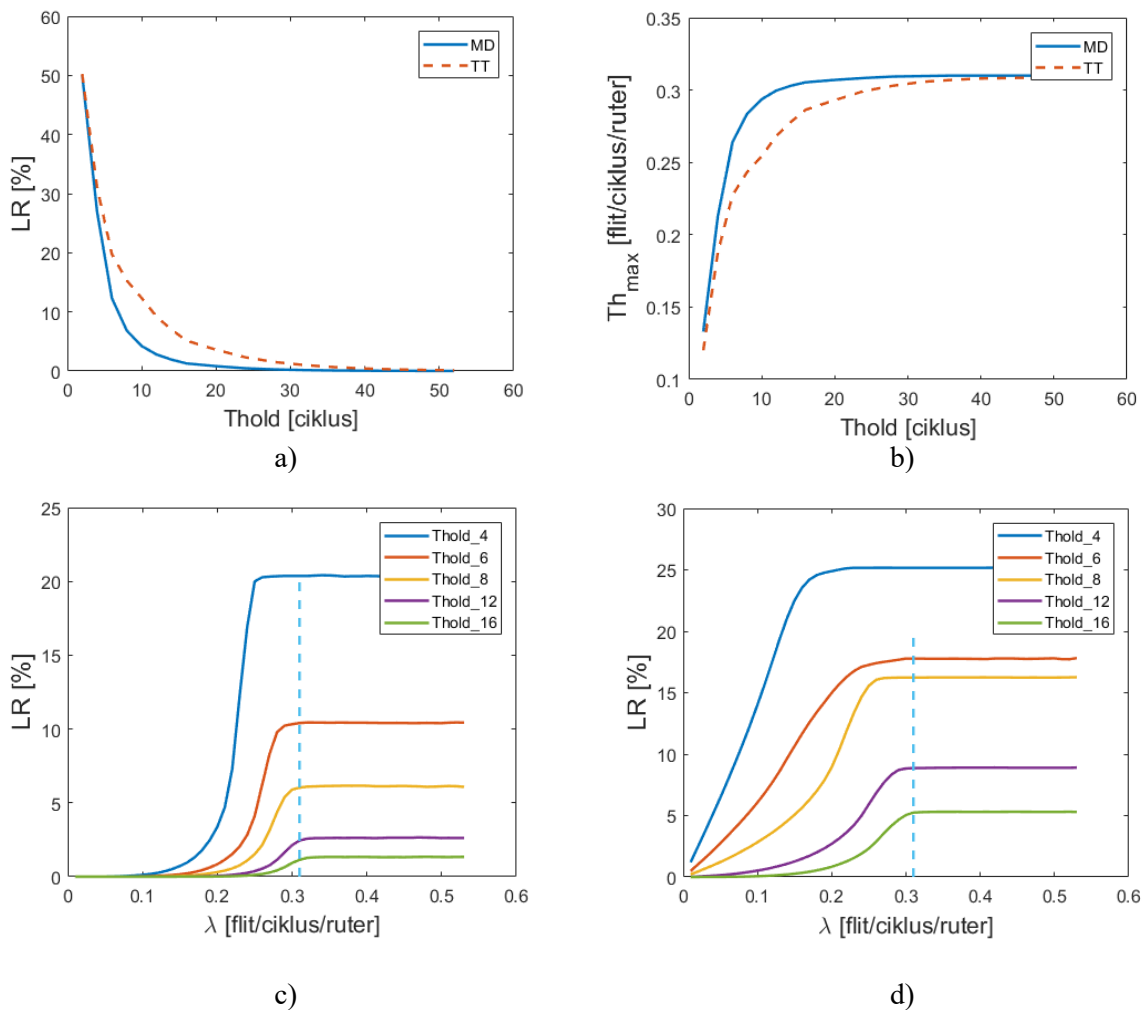 60
50
40
30
20
10
0
LR [%]
MD
TT
0 10 20 30 40 50 60
Thold [ciklus]
a)
0.35
0.3
0.25
0.2
0.15
0.1
Th_max [flit/ciklus/ruter]
MD
TT
0 10 20 30 40 50 60
Thold [ciklus]
b)
25
20
15
10
5
0
LR [%]
Thold_4
Thold_6
Thold_8
Thold_12
Thold_16
0 0.1 0.2 0.3 0.4 0.5 0.6
λ [flit/ciklus/ruter]
c)
30
25
20
15
10
5
0
LR [%]
Thold_4
Thold_6
Thold_8
Thold_12
Thold_16
0 0.1 0.2 0.3 0.4 0.5 0.6
λ [flit/ciklus/ruter]
d)